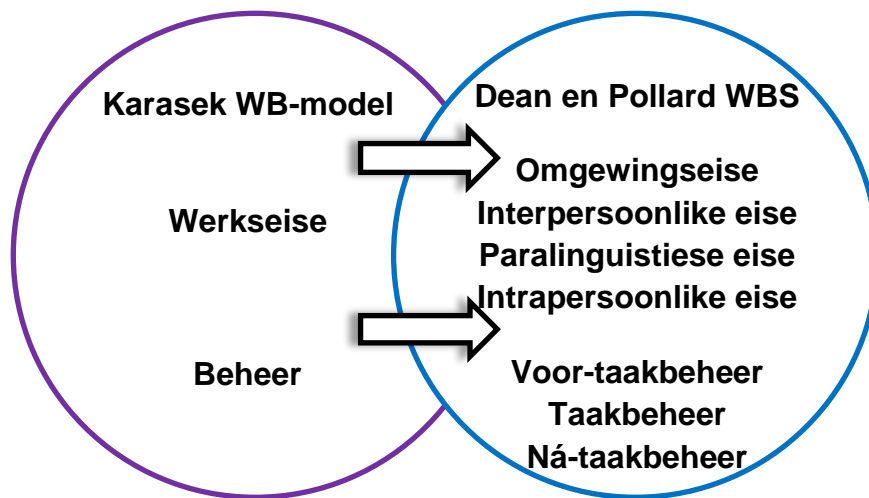 Karasek WB-model
Werkseise
Beheer
Dean en Pollard WBS
Omgewingseise
Interpersoonlike eise
Paralinguistiese eise
Intrapersoonlike eise
Voor-taakbeheer
Taakbeheer
Ná-taakbeheer